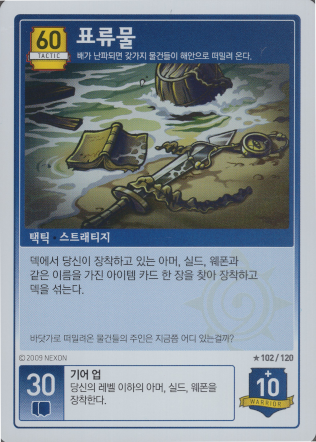 60
TACTIC
표류물
배가 난파되면 갖가지 물건들이 해안으로 떠밀려 온다.
택틱 - 스트래티지
덱에서 당신이 장착하고 있는 아머, 실드, 웨폰과
같은 이름을 가진 아이템 카드 한 장을 찾아 장착하고
덱을 섞는다.
바닷가로 떠밀려온 물건들의 주인은 지금쯤 어디 있는걸까?
©2009 NEXON
★102/120
30
기어 업
당신의 레벨 이하의 아머, 실드, 웨폰을
장착한다.
+
10
WARRIOR